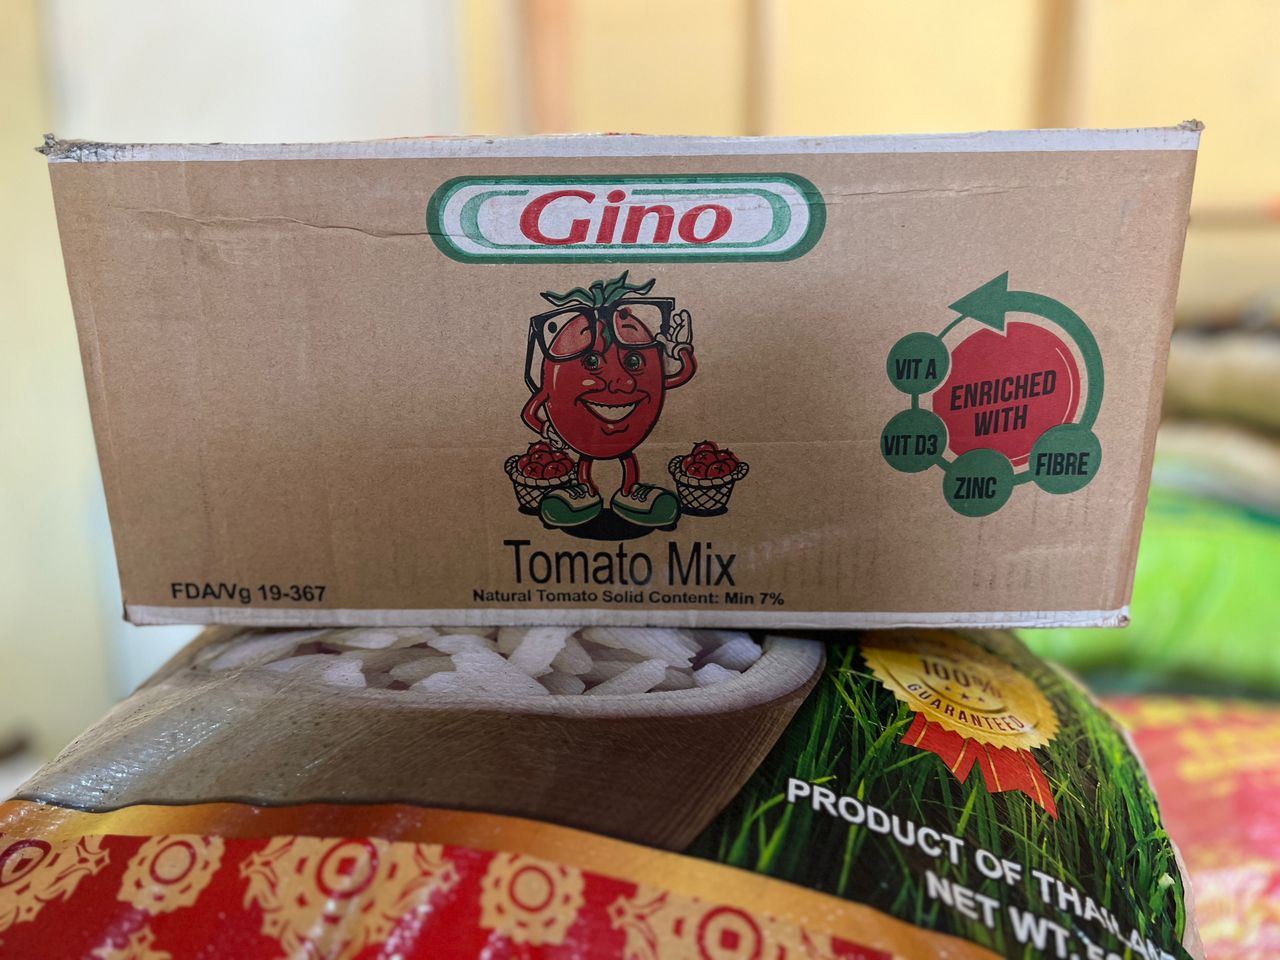 Gino
VIT A
VIT D3
ZINC
FIBRE
ENRICHED
WITH
Tomato Mix
Natural Tomato Solid Content: Min 7%
FDA/Vg 19-367
100%
GUARANTEED
PRODUCT OF THAILAND
NET WT.